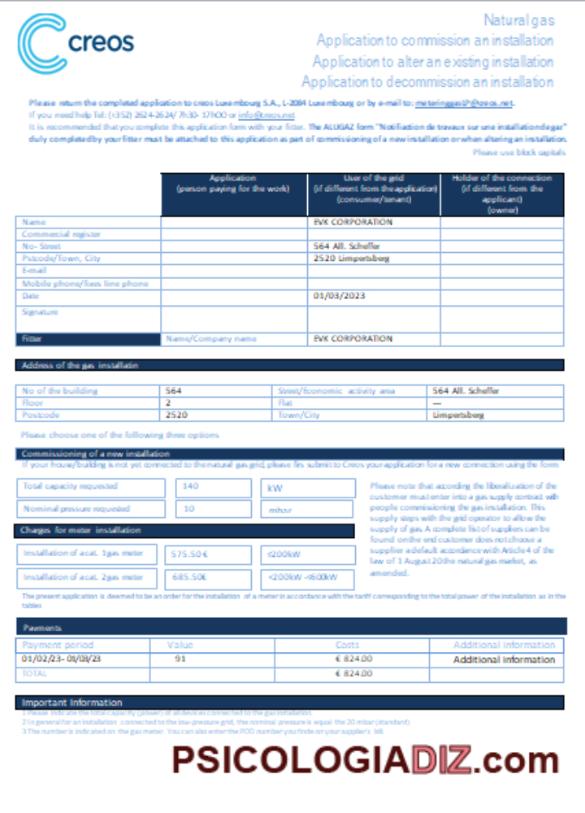 creos
Natural gas
Application to commission an installation
Application to alter an existing installation
Application to decommission an installation
Please return the completed application to creos Luxembourg S.A., L-2084 Luxembourg or by e-mail to: meteringgasLP@creos.net.
If you need help Tel: (+352) 2624-2624/ 7h30- 17h00 or info@creos.net
It is recommended that you complete this application form with your fitter. The ALUGAZ form "Notifiaction de travaux sur une installation de gaz"
duly completed by your fitter must be attached to this application as part of commissioning of a new installation or when altering an installation.
Please use block capitals
Application (person paying for the work) User of the grid (if different from the application) (consumer/tenant) Holder of the connection (if different from the applicant) (owner)
Name EVK CORPORATION
Commercial register
No- Street 564 All. Scheffer
Pstcode/Town, City 2520 Limpertsberg
E-mail
Mobile phone/fixes line phone
Date 01/03/2023
Signature
Fitter Name/Company name EVK CORPORATION
Address of the gas installatin
No of the building 564 Street/fconomic activity area 564 All. Scheffer
Floor 2 Flat —
Postcode 2520 Town/City Limpertsberg
Please choose one of the following three options
Commissioning of a new installation
If your house/building is not yet connected to the natural gas grid, please firs submit to Creos your application for a new connection using the form
Total capacity requested 140 kW
Nominal pressure requested 10 mbar
Please note that according the liberalization of the
customer must enter into a gas supply contract with
people commissioning the gas installation. This
supply steps with the grid operator to allow the
supply of gas. A complete list of suppliers can be
found on the end customer does not choose a
supplier a default accordance with Article 4 of the
law of 1 August 20 the natural gas market, as
amended.
Charges for meter installation
Installation of a cat. 1 gas meter 575.50 € ≤200kW
Installation of a cat. 2 gas meter 685.50€ <200kW -≤600kW
The present application is deemed to be an order for the installation of a meter in accordance with the tariff corresponding to the total power of the installation as in the
tables
Payments
Payment period Value Costs Additional information
01/02/23- 01/03/23 91 € 824.00 Additional information
TOTAL € 824.00
Important Information
1 Please indicate the total capacity (power) of all devices connected to the gas installation.
2 In general for an installation connected to the low-pressure grid, the nominal pressure is equal the 20 mbar (standard)
3 The number is indicated on the gas meter. You can also enter the POD number you find on your supplier's bill.
PSICOLOGIADIZ.com